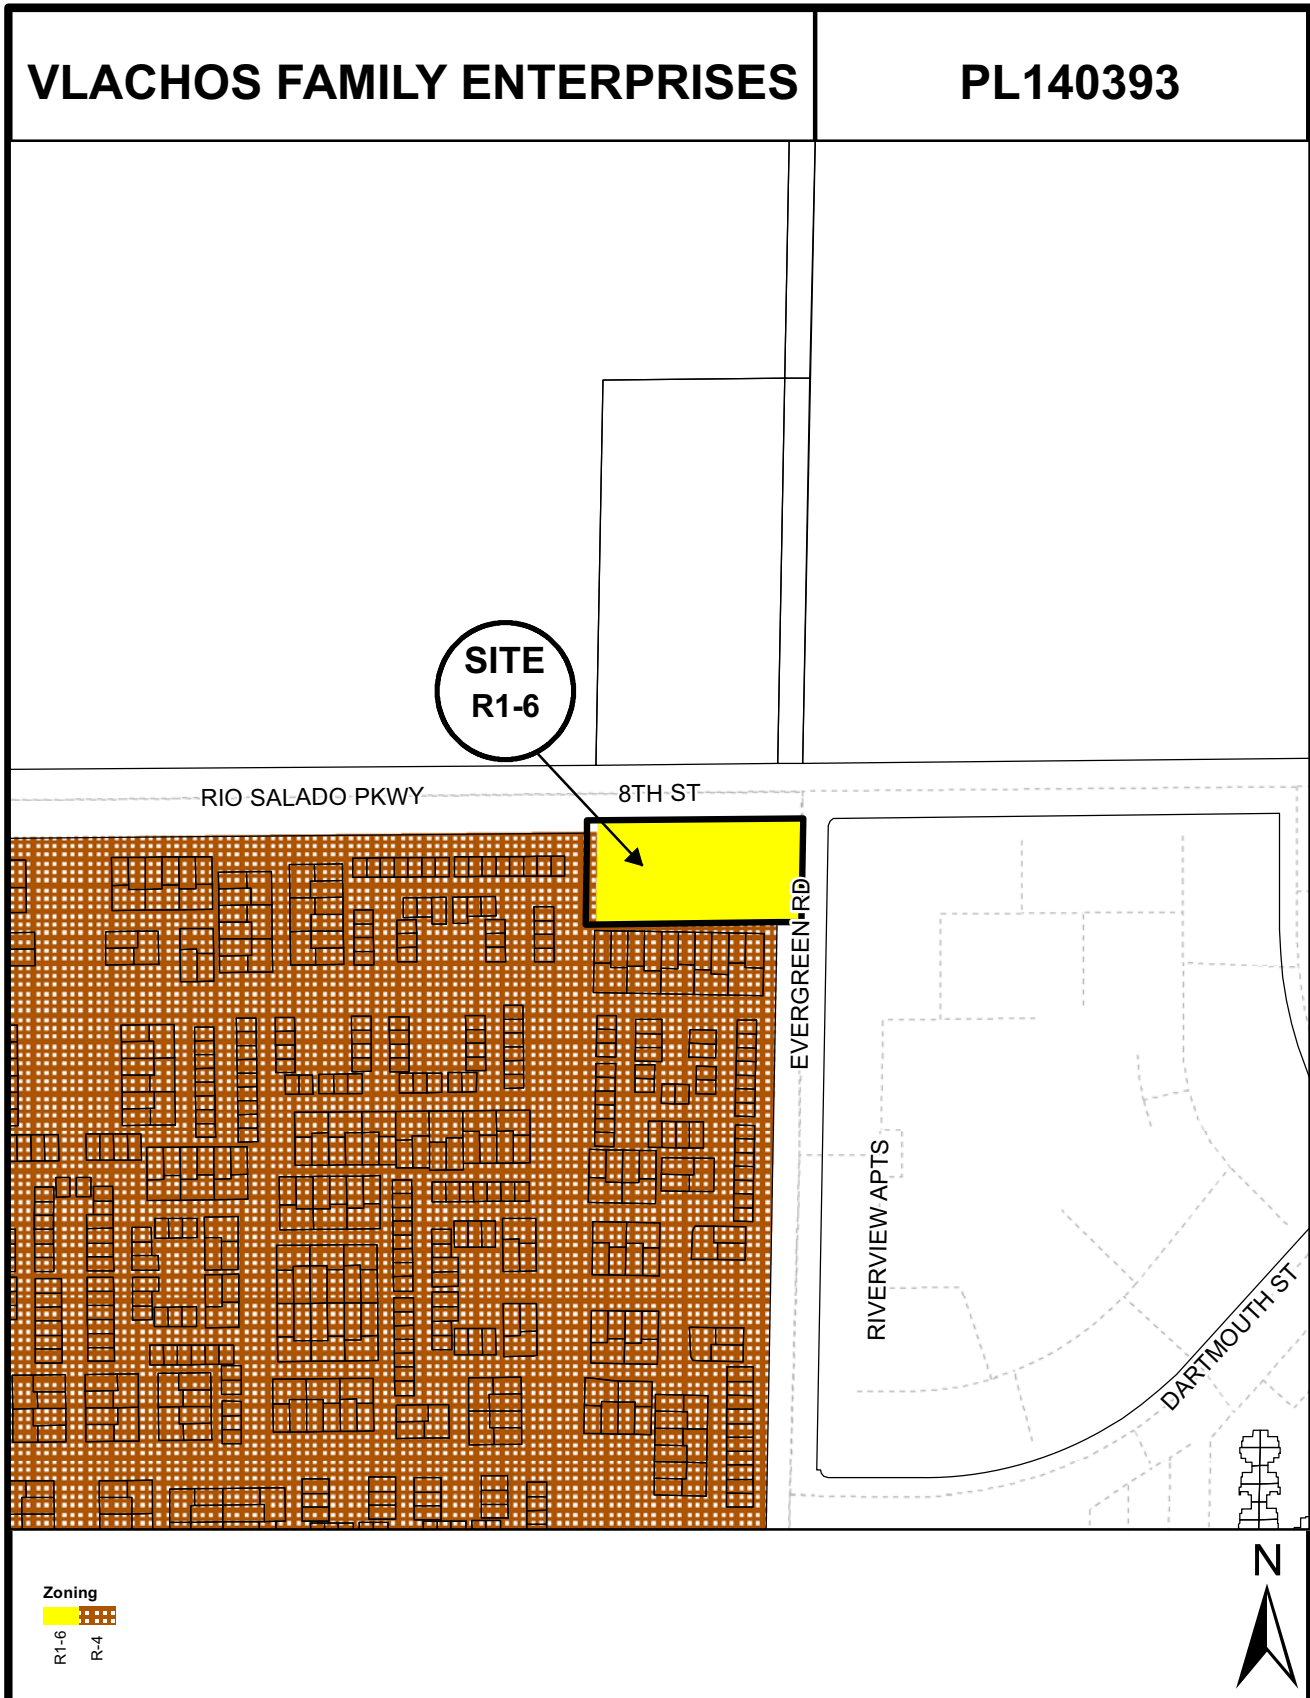 VLACHOS FAMILY ENTERPRISES
PL140393
SITE
R1-6
RIO SALADO PKWY
8TH ST
EVERGREEN RD
RIVERVIEW APTS
DARTMOUTH ST
N
Zoning
R1-6
R-4